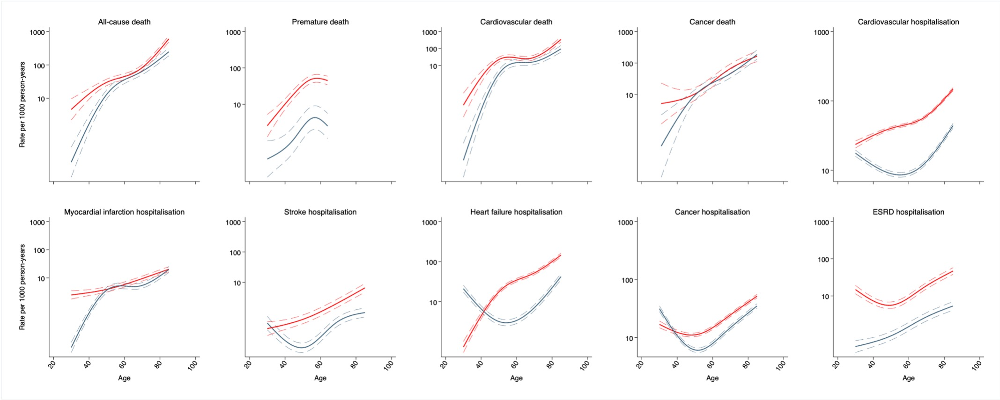 All-cause death
Premature death
Cardiovascular death
Cancer death
Cardiovascular hospitalisation
Rate per 1000 person-years
1000
100
10
1000
100
10
1000
100
10
1000
100
10
1000
100
10
Myocardial infarction hospitalisation
Stroke hospitalisation
Heart failure hospitalisation
Cancer hospitalisation
ESRD hospitalisation
Rate per 1000 person-years
1000
100
10
1000
100
10
1000
100
10
1000
100
10
1000
100
10
20 40 60 80 100
20 40 60 80 100
20 40 60 80 100
20 40 60 80 100
20 40 60 80 100
Age
Age
Age
Age
Age